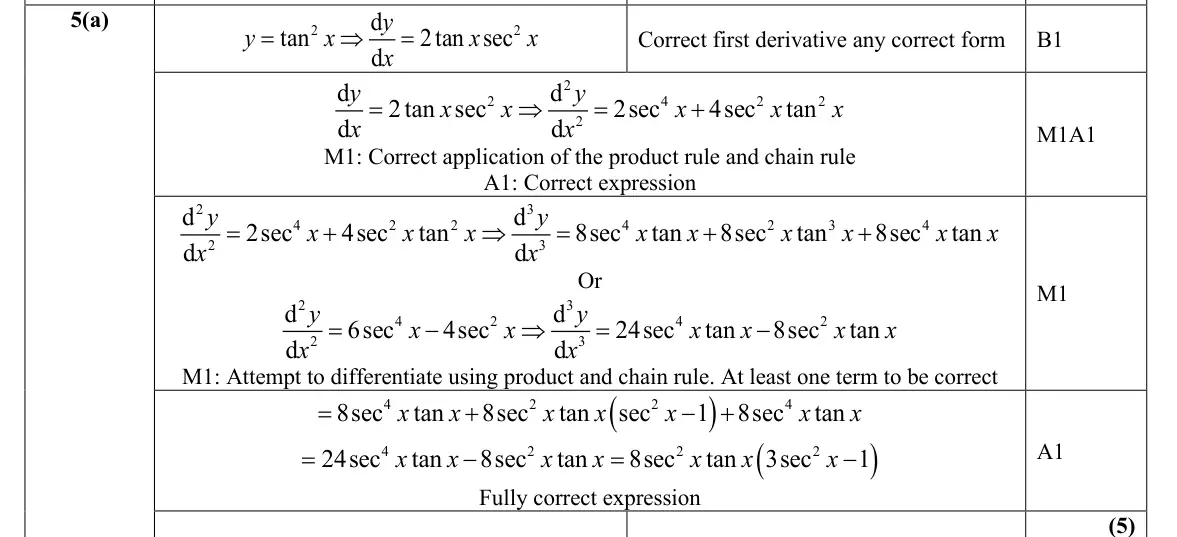 5(a)
y = tan² x ⇒ dy/dx = 2 tan x sec² x
Correct first derivative any correct form
B1
dy/dx = 2 tan x sec² x ⇒ d²y/dx² = 2 sec⁴ x + 4 sec² x tan² x
M1: Correct application of the product rule and chain rule
A1: Correct expression
M1A1
d²y/dx² = 2 sec⁴ x + 4 sec² x tan² x ⇒ d³y/dx³ = 8 sec⁴ x tan x + 8 sec² x tan³ x + 8 sec⁴ x tan x
Or
d²y/dx² = 6 sec⁴ x − 4 sec² x ⇒ d³y/dx³ = 24 sec⁴ x tan x − 8 sec² x tan x
M1: Attempt to differentiate using product and chain rule. At least one term to be correct
M1
= 8 sec⁴ x tan x + 8 sec² x tan x (sec² x − 1) + 8 sec⁴ x tan x
= 24 sec⁴ x tan x − 8 sec² x tan x = 8 sec² x tan x (3 sec² x − 1)
Fully correct expression
A1
(5)